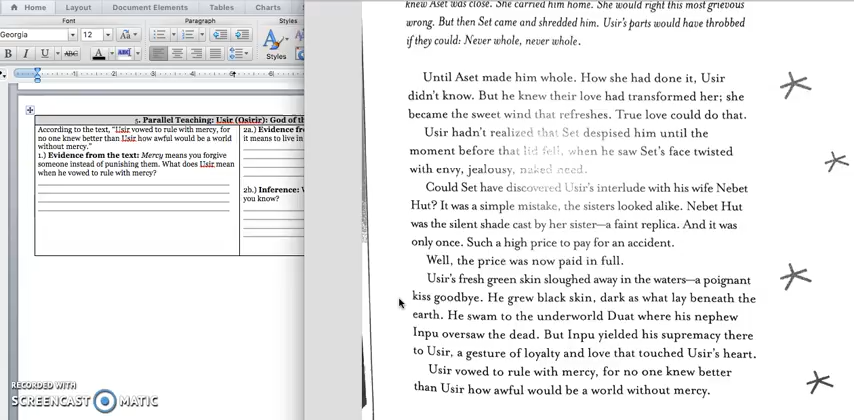 Home Layout Document Elements Tables Charts
Font Paragraph Styles
Georgia 12 Aa
B I U ABC A Styles
5. Parallel Teaching: Usir (Osirir): God of th
According to the text, "Usir vowed to rule with mercy, for
no one knew better than Usir how awful would be a world
without mercy."
1.) Evidence from the text: Mercy means you forgive
someone instead of punishing them. What does Usir mean
when he vowed to rule with mercy?
2a.) Evidence fro
it means to live in
2b.) Inference:
you know?
knew Aset was close. She carried him home. She would right this most grievous
wrong. But then Set came and shredded him. Usir's parts would have throbbed
if they could: Never whole, never whole.
Until Aset made him whole. How she had done it, Usir
didn't know. But he knew their love had transformed her; she
became the sweet wind that refreshes. True love could do that.
Usir hadn't realized that Set despised him until the
moment before that lid fell, when he saw Set's face twisted
with envy, jealousy, naked need.
Could Set have discovered Usir's interlude with his wife Nebet
Hut? It was a simple mistake, the sisters looked alike. Nebet Hut
was the silent shade cast by her sister—a faint replica. And it was
only once. Such a high price to pay for an accident.
Well, the price was now paid in full.
Usir's fresh green skin sloughed away in the waters—a poignant
kiss goodbye. He grew black skin, dark as what lay beneath the
earth. He swam to the underworld Duat where his nephew
Inpu oversaw the dead. But Inpu yielded his supremacy there
to Usir, a gesture of loyalty and love that touched Usir's heart.
Usir vowed to rule with mercy, for no one knew better
than Usir how awful would be a world without mercy.
RECORDED WITH
SCREENCAST MATIC